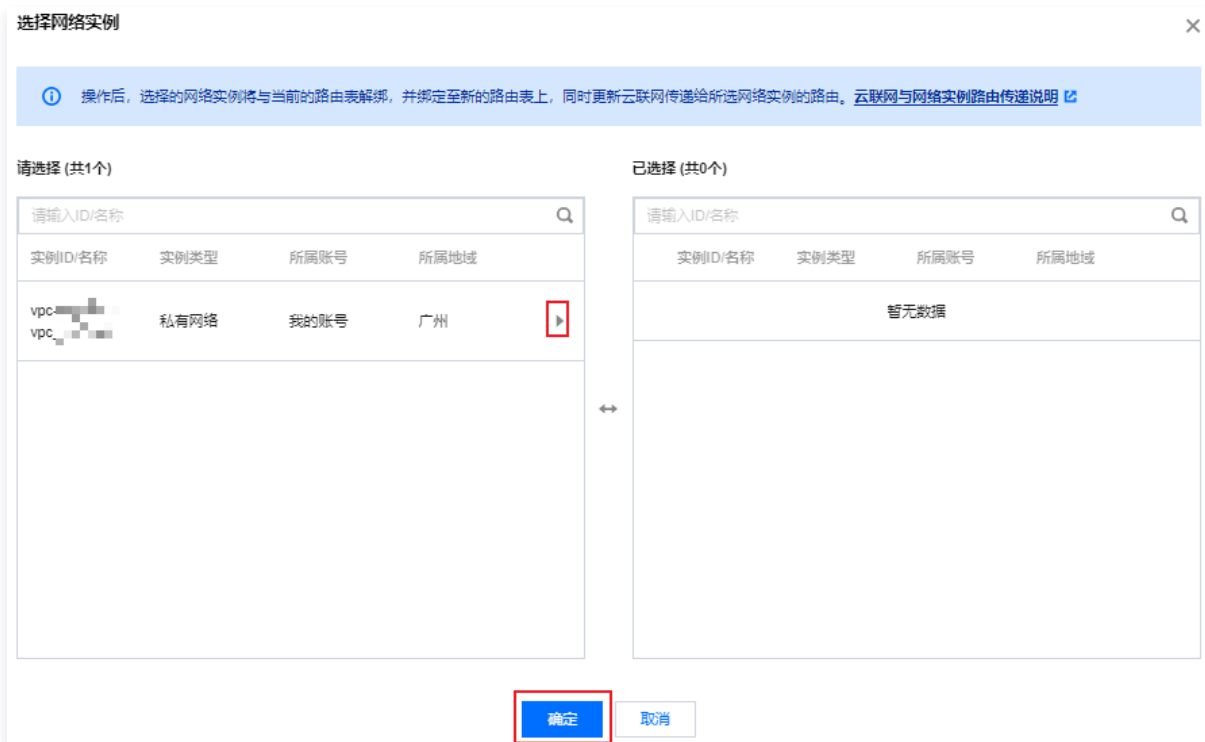 选择网络实例
操作后，选择的网络实例将与当前的路由表解绑，并绑定至新的路由表上，同时更新云联网传递给所选网络实例的路由。云联网与网络实例路由传递说明
请选择 (共1个)
请输入ID/名称
实例ID/名称 实例类型 所属账号 所属地域
vpc-
vpc_
私有网络 我的账号 广州
已选择 (共0个)
请输入ID/名称
实例ID/名称 实例类型 所属账号 所属地域
暂无数据
确定 取消